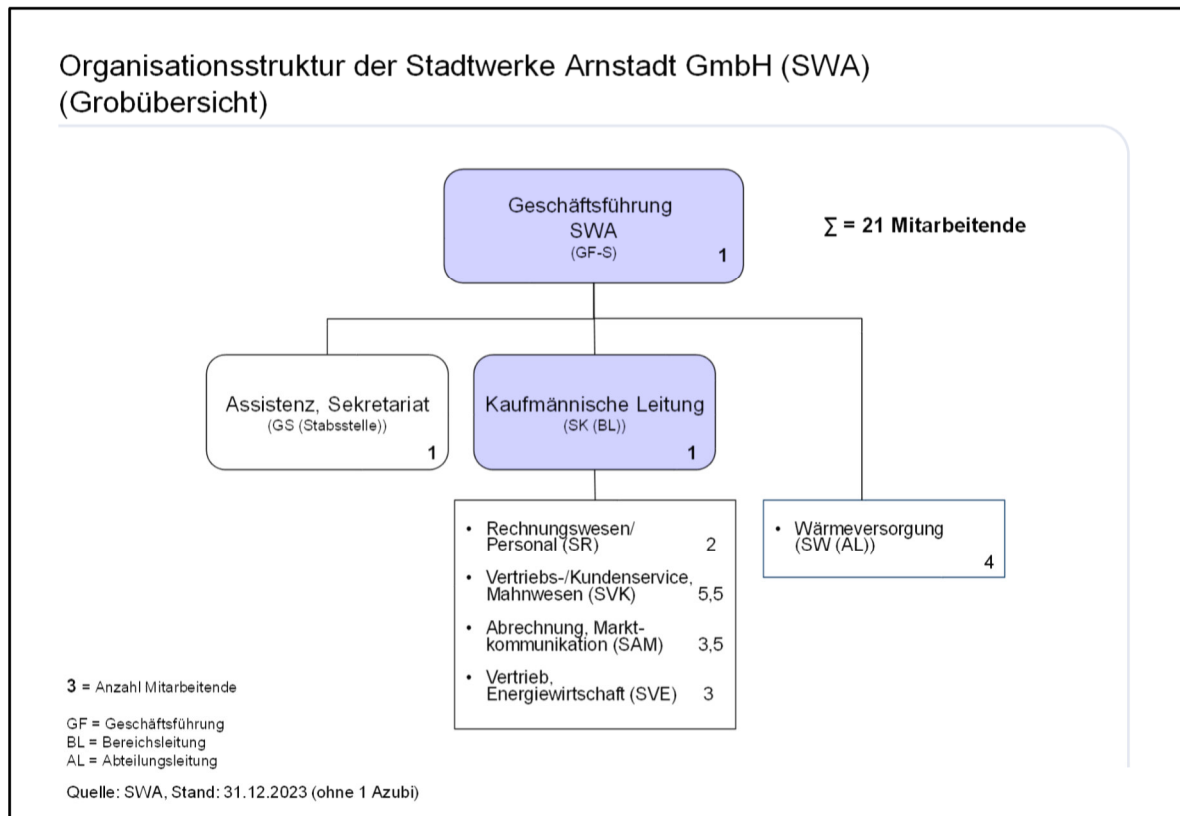 Organisationsstruktur der Stadtwerke Arnstadt GmbH (SWA)
(Grobübersicht)
Geschäftsführung
SWA
(GF-S)
1
∑ = 21 Mitarbeitende
Assistenz, Sekretariat
(GS (Stabsstelle))
1
Kaufmännische Leitung
(SK (BL))
1
• Rechnungswesen/
Personal (SR) 2
• Vertriebs-/Kundenservice,
Mahnwesen (SVK) 5,5
• Abrechnung, Markt-
kommunikation (SAM) 3,5
• Vertrieb,
Energiewirtschaft (SVE) 3
• Wärmeversorgung
(SW (AL))
4
3 = Anzahl Mitarbeitende
GF = Geschäftsführung
BL = Bereichsleitung
AL = Abteilungsleitung
Quelle: SWA, Stand: 31.12.2023 (ohne 1 Azubi)